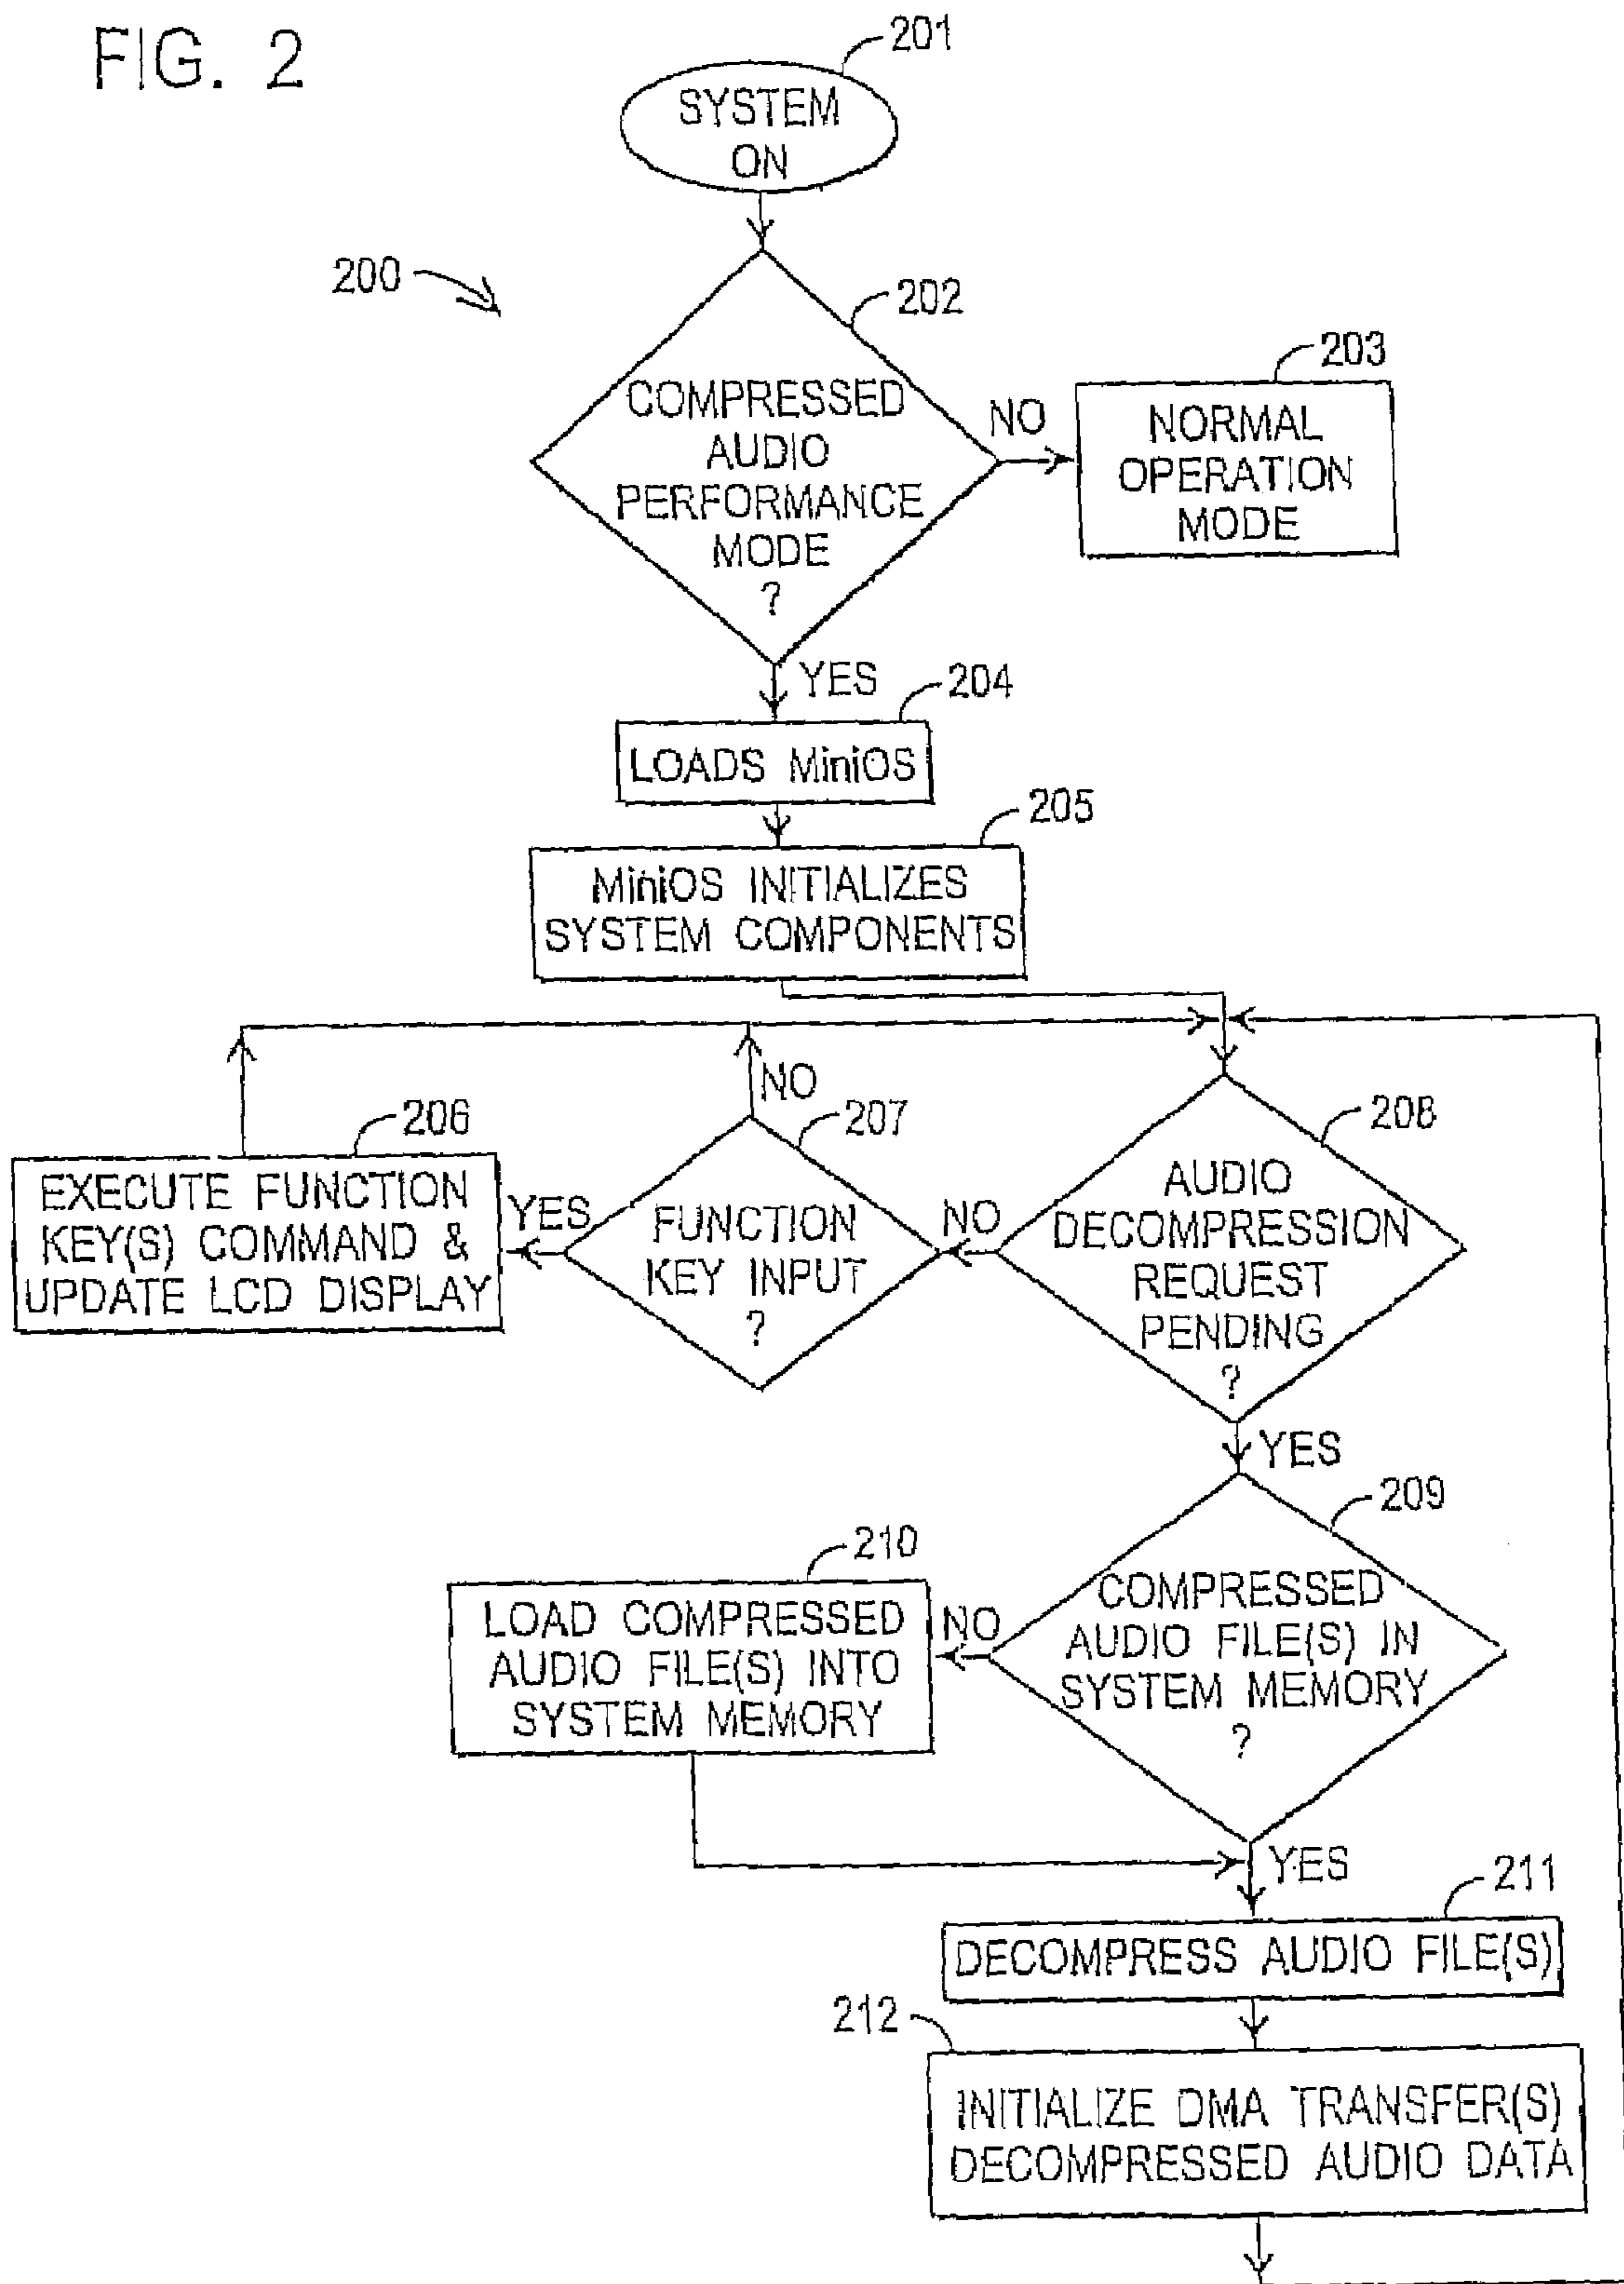 FIG. 2
201
SYSTEM
ON
200
202
COMPRESSED
AUDIO
PERFORMANCE
MODE
?
NO
203
NORMAL
OPERATION
MODE
YES
204
LOADS MiniOS
205
MiniOS INITIALIZES
SYSTEM COMPONENTS
206
EXECUTE FUNCTION
KEY(S) COMMAND &
UPDATE LCD DISPLAY
YES
NO
207
FUNCTION
KEY INPUT
?
NO
208
AUDIO
DECOMPRESSION
REQUEST
PENDING
?
YES
209
COMPRESSED
AUDIO FILE(S) IN
SYSTEM MEMORY
?
NO
210
LOAD COMPRESSED
AUDIO FILE(S) INTO
SYSTEM MEMORY
YES
211
DECOMPRESS AUDIO FILE(S)
212
INITIALIZE DMA TRANSFER(S)
DECOMPRESSED AUDIO DATA